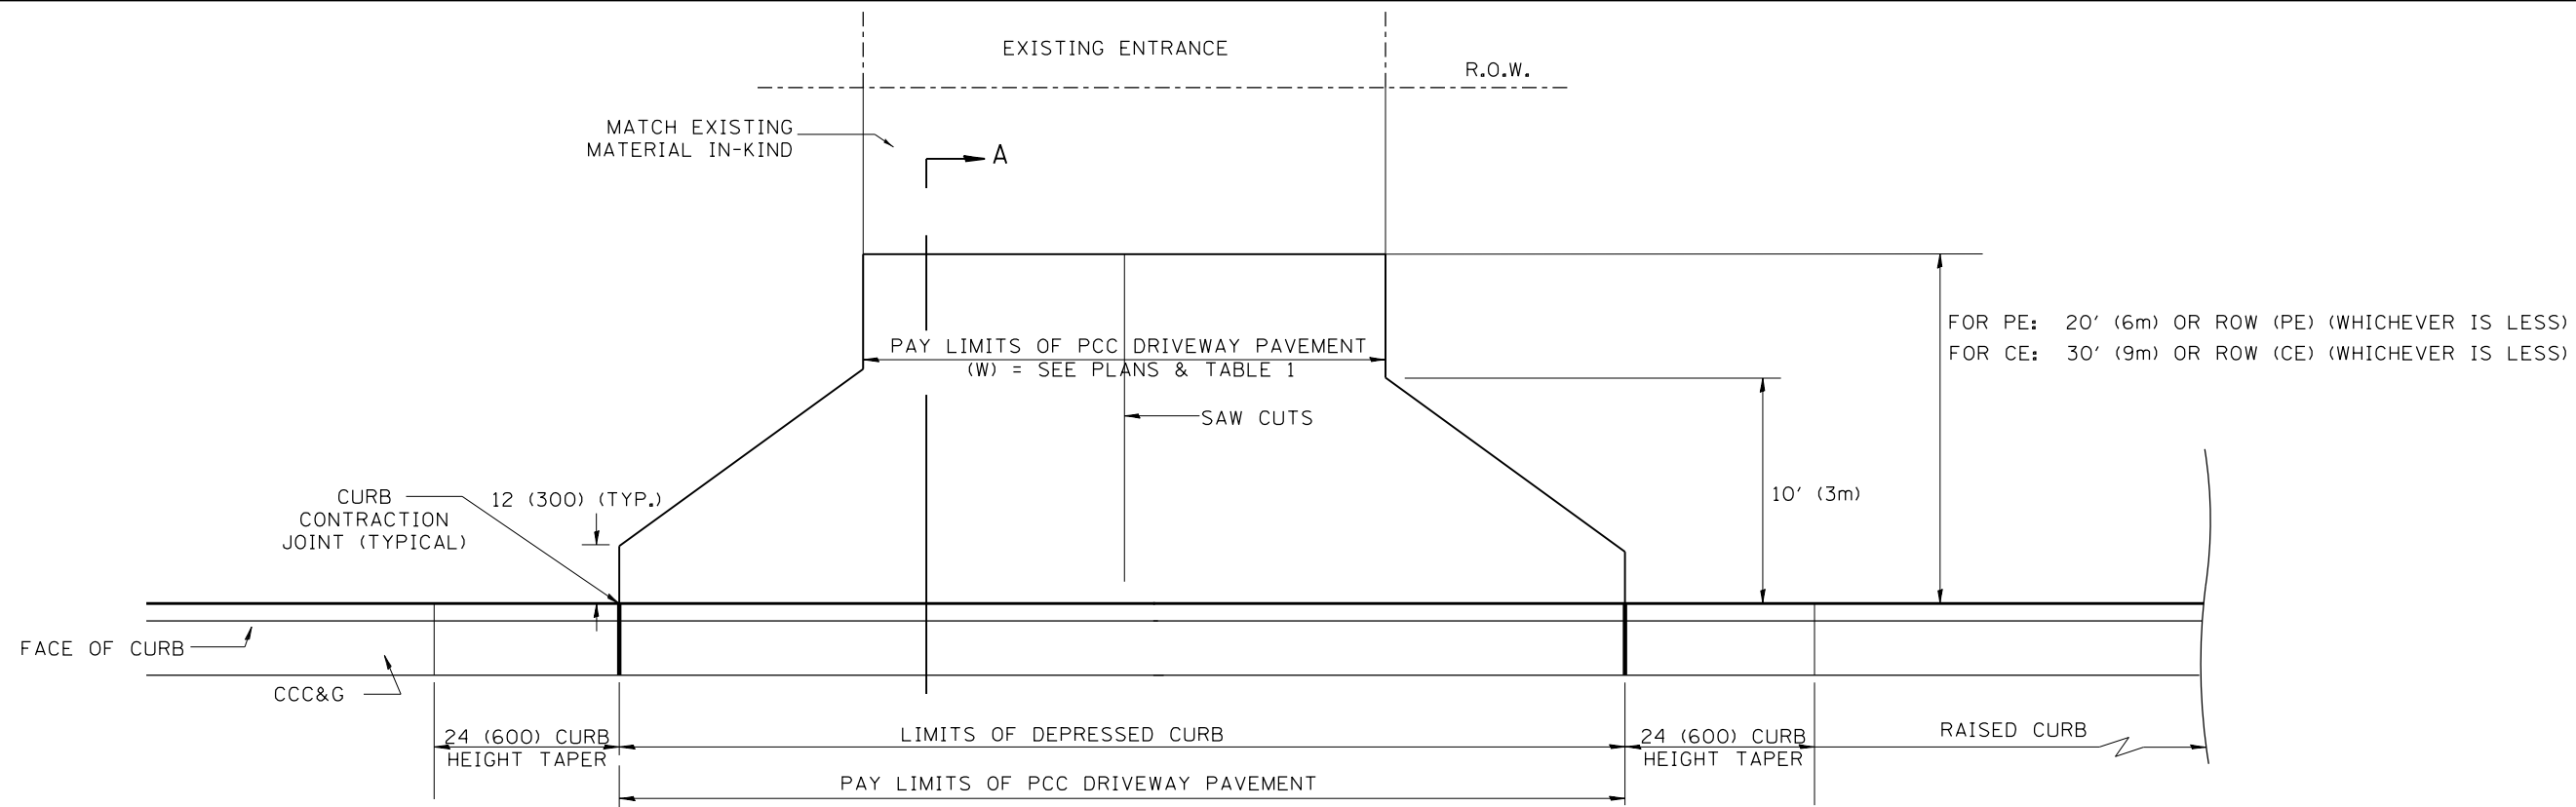 EXISTING ENTRANCE
R.O.W.
MATCH EXISTING
MATERIAL IN-KIND
A
FOR PE: 20' (6m) OR ROW (PE) (WHICHEVER IS LESS)
FOR CE: 30' (9m) OR ROW (CE) (WHICHEVER IS LESS)
PAY LIMITS OF PCC DRIVEWAY PAVEMENT
(W) = SEE PLANS & TABLE 1
SAW CUTS
CURB
CONTRACTION
JOINT (TYPICAL)
12 (300) (TYP.)
10' (3m)
FACE OF CURB
CCC&G
24 (600) CURB
HEIGHT TAPER
LIMITS OF DEPRESSED CURB
24 (600) CURB
HEIGHT TAPER
RAISED CURB
PAY LIMITS OF PCC DRIVEWAY PAVEMENT